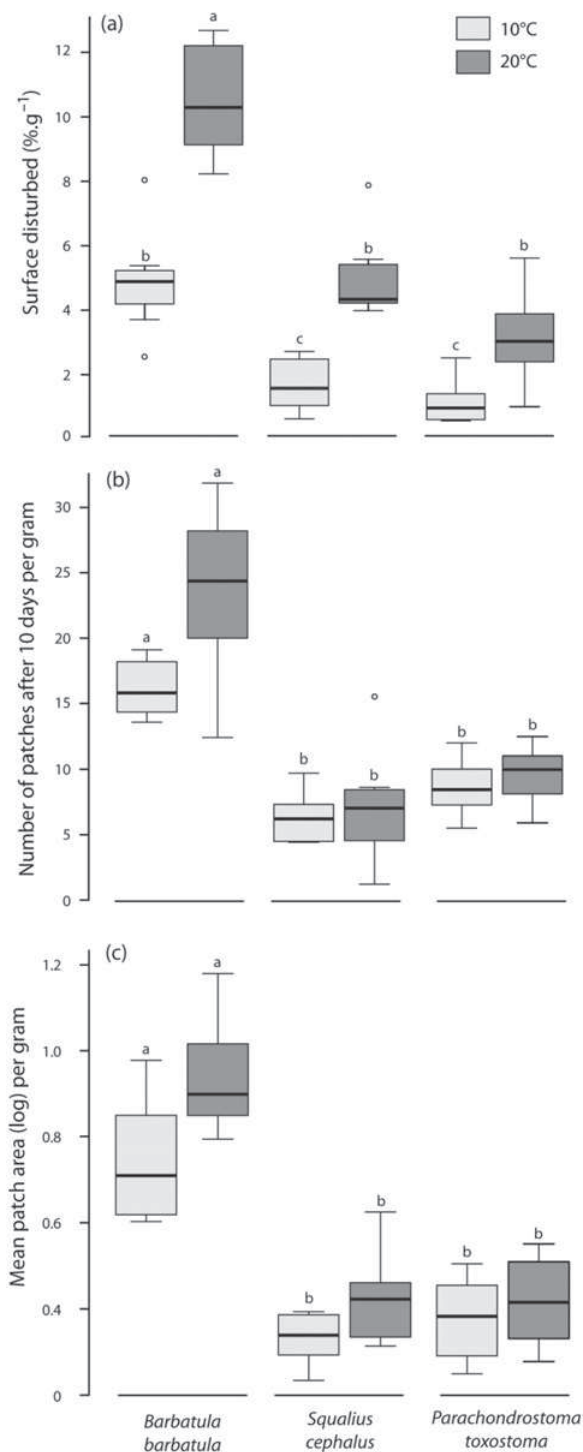 (a)
10°C
20°C
Surface disturbed (%.g⁻¹)
12
10
8
6
4
2
0
a
b
b
c
b
c
(b)
Number of patches after 10 days per gram
30
25
20
15
10
5
0
a
a
b
b
b
b
(c)
Mean patch area (log) per gram
1.2
1.0
0.8
0.6
0.4
0
a
a
b
b
b
b
Barbatula
barbatula
Squalius
cephalus
Parachondrostoma
toxostoma